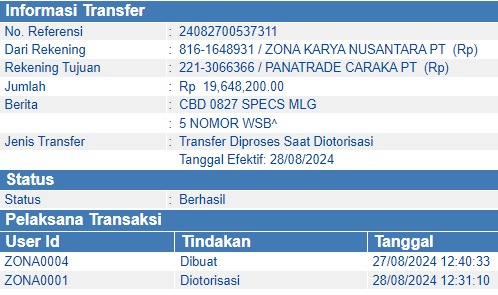 Informasi Transfer
No. Referensi : 24082700537311
Dari Rekening : 816-1648931 / ZONA KARYA NUSANTARA PT (Rp)
Rekening Tujuan : 221-3066366 / PANATRADE CARAKA PT (Rp)
Jumlah : Rp 19,648,200.00
Berita : CBD 0827 SPECS MLG
: 5 NOMOR WSB^
Jenis Transfer : Transfer Diproses Saat Diotorisasi
Tanggal Efektif: 28/08/2024
Status
Status : Berhasil
Pelaksana Transaksi
User Id Tindakan Tanggal
ZONA0004 Dibuat 27/08/2024 12:40:33
ZONA0001 Diotorisasi 28/08/2024 12:31:10